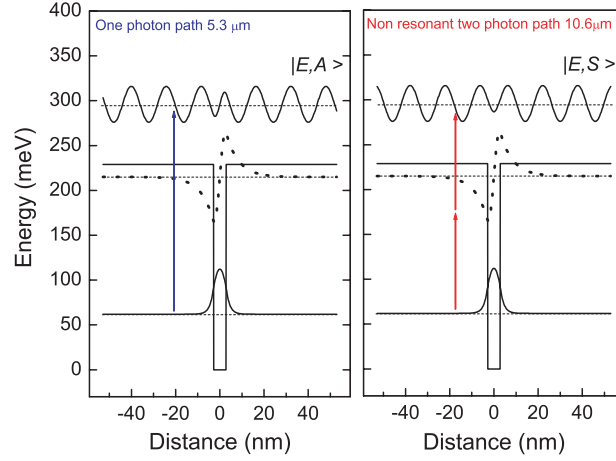 One photon path 5.3 μm
Non resonant two photon path 10.6μm
|E,A >
|E,S >
Energy (meV)
400
350
300
250
200
150
100
50
0
-40 -20 0 20 40
-40 -20 0 20 40
Distance (nm)
Distance (nm)